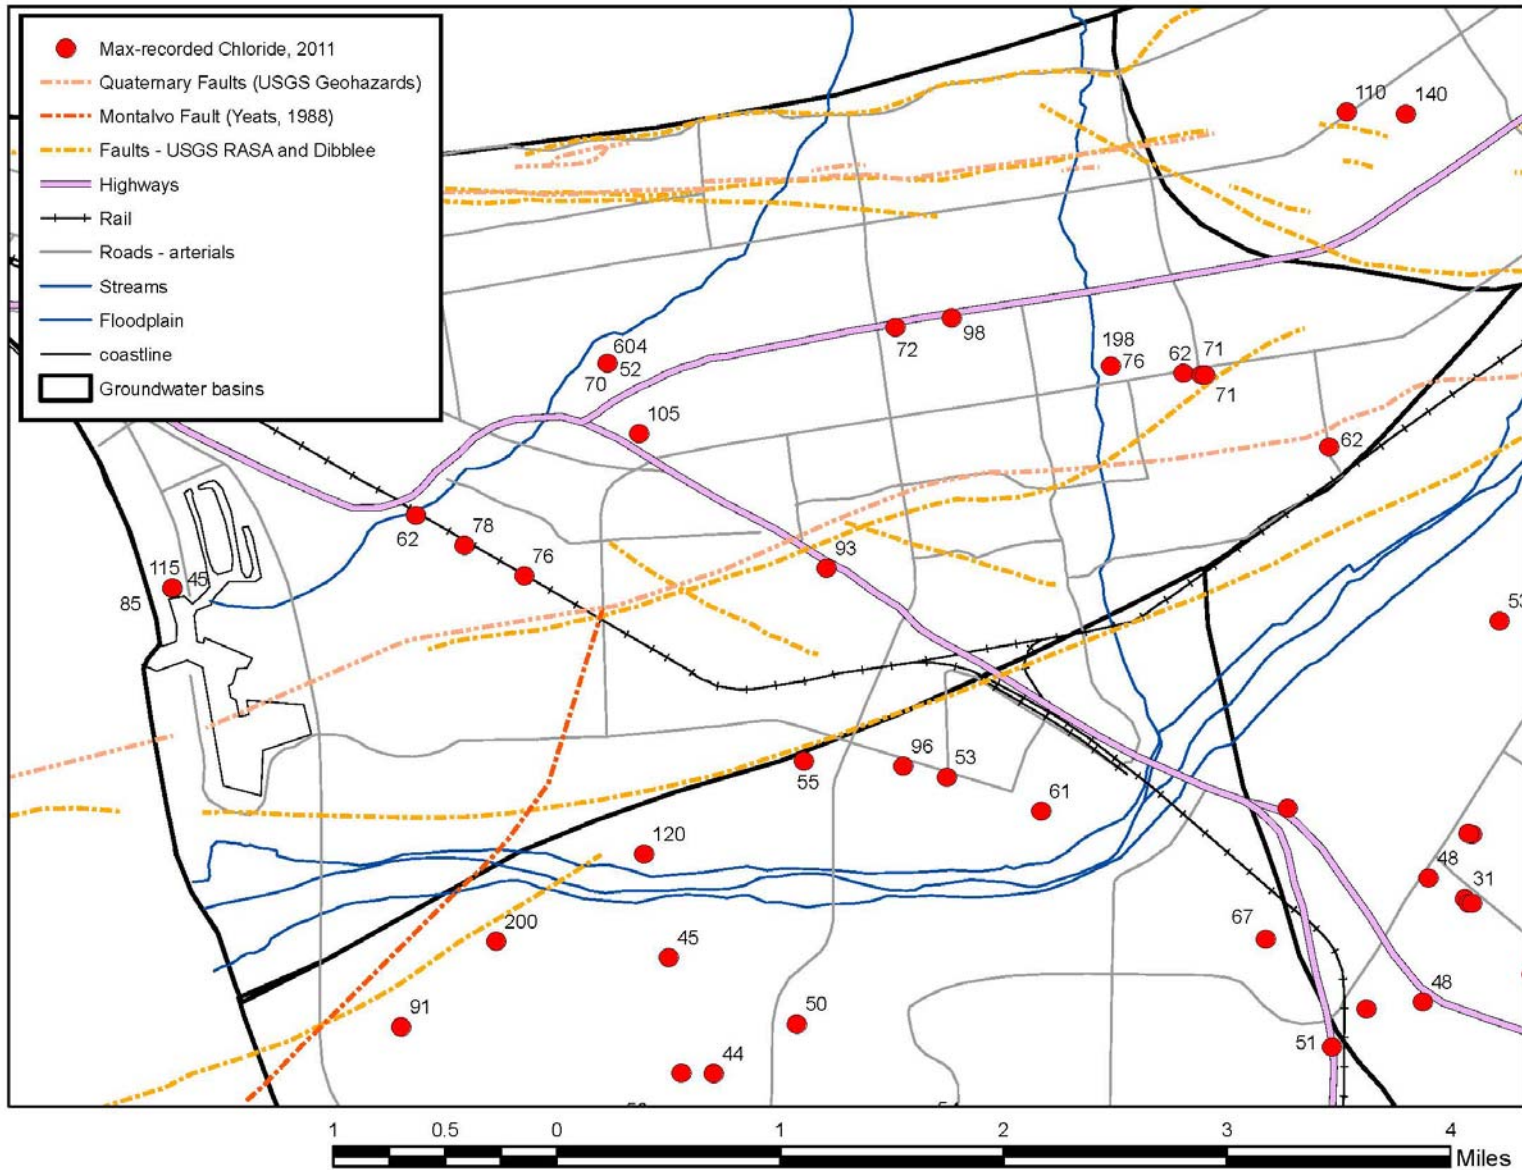 Max-recorded Chloride, 2011
Quaternary Faults (USGS Geohazards)
Montalvo Fault (Yeats, 1988)
Faults - USGS RASA and Dibblee
Highways
Rail
Roads - arterials
Streams
Floodplain
coastline
Groundwater basins
110 140
98
72
604
52
70
198
76
62 71
71
105
62
78
62
76
93
115
45
85
53
96
53
55
61
120
48
31
200
45
67
91
50
48
51
44
1 0.5 0 1 2 3 4
Miles